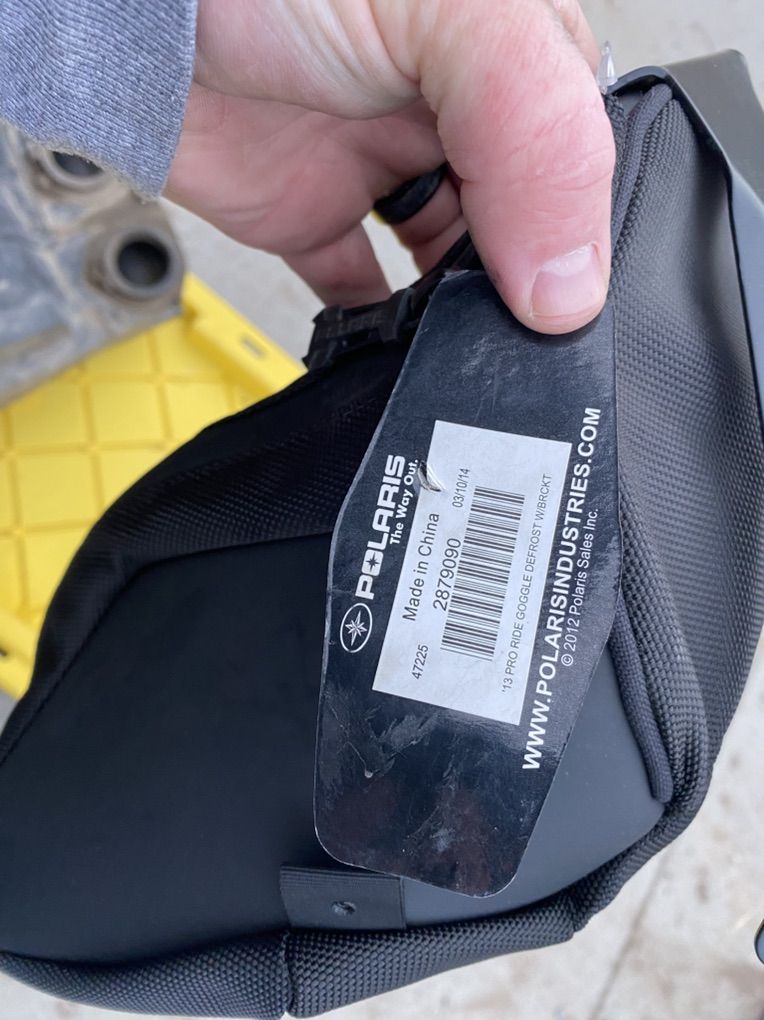 POLARIS
The Way Out.
Made in China
03/10/14
47225
2879090
'13 PRO RIDE GOGGLE DEFROST W/BRCKT
WWW.POLARISINDUSTRIES.COM
© 2012 Polaris Sales Inc.